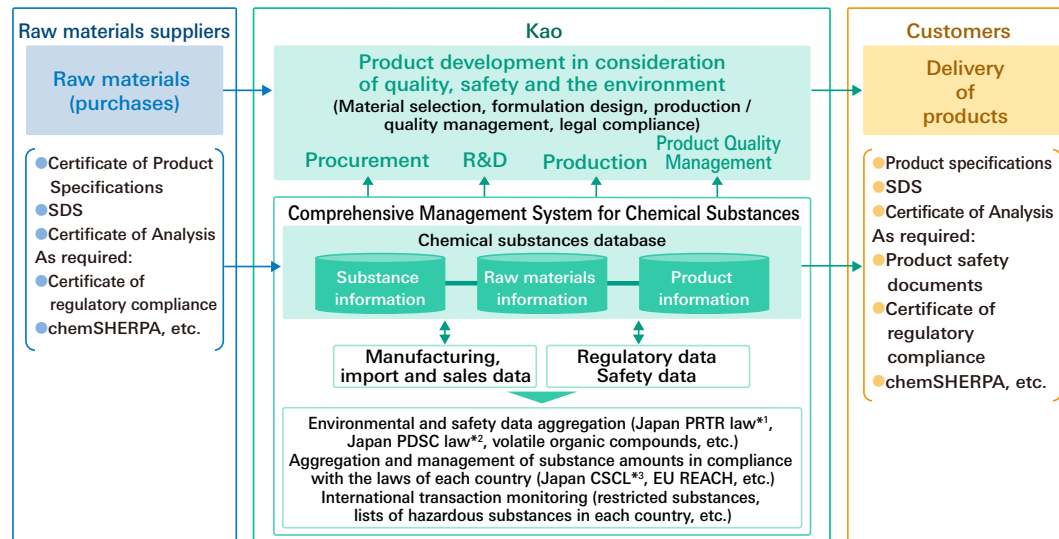 Raw materials suppliers
Raw materials
(purchases)
●Certificate of Product
Specifications
●SDS
●Certificate of Analysis
As required:
●Certificate of
regulatory compliance
●chemSHERPA, etc.
Kao
Product development in consideration
of quality, safety and the environment
(Material selection, formulation design, production /
quality management, legal compliance)
Procurement
R&D
Production
Product Quality
Management
Comprehensive Management System for Chemical Substances
Chemical substances database
Substance
information
Raw materials
information
Product
information
Manufacturing,
import and sales data
Regulatory data
Safety data
Environmental and safety data aggregation (Japan PRTR law*1,
Japan PDSC law*2, volatile organic compounds, etc.)
Aggregation and management of substance amounts in compliance
with the laws of each country (Japan CSCL*3, EU REACH, etc.)
International transaction monitoring (restricted substances,
lists of hazardous substances in each country, etc.)
Customers
Delivery
of
products
●Product specifications
●SDS
●Certificate of Analysis
As required:
●Product safety
documents
●Certificate of
regulatory
compliance
●chemSHERPA, etc.